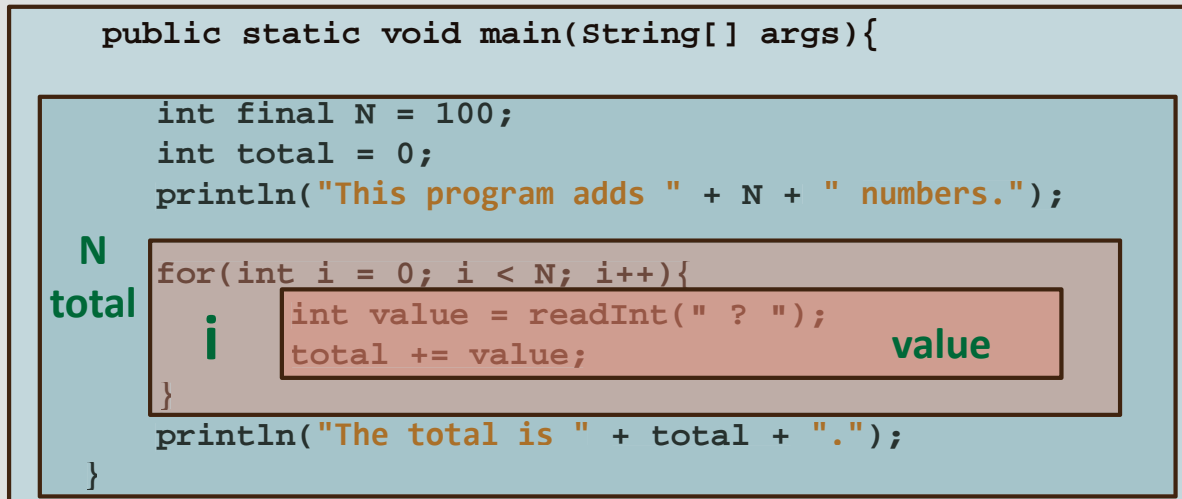 public static void main(String[] args){
int final N = 100;
int total = 0;
println("This program adds " + N + " numbers.");
N
total
for(int i = 0; i < N; i++){
i
int value = readInt(" ? ");
total += value;
value
}
println("The total is " + total + ".");
}